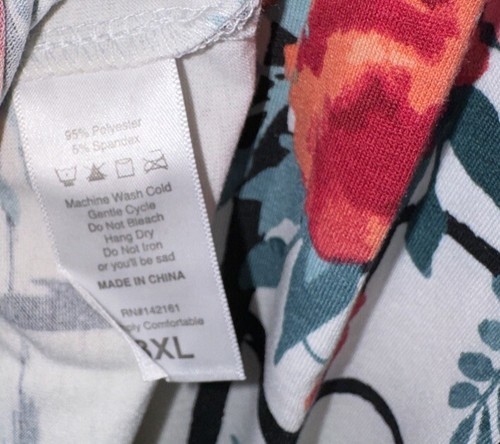 95% Polyester
5% Spandex
Machine Wash Cold
Gentle Cycle
Do Not Bleach
Hang Dry
Do Not Iron
or you'll be sad
MADE IN CHINA
RN#142161
ply Comfortable
3XL